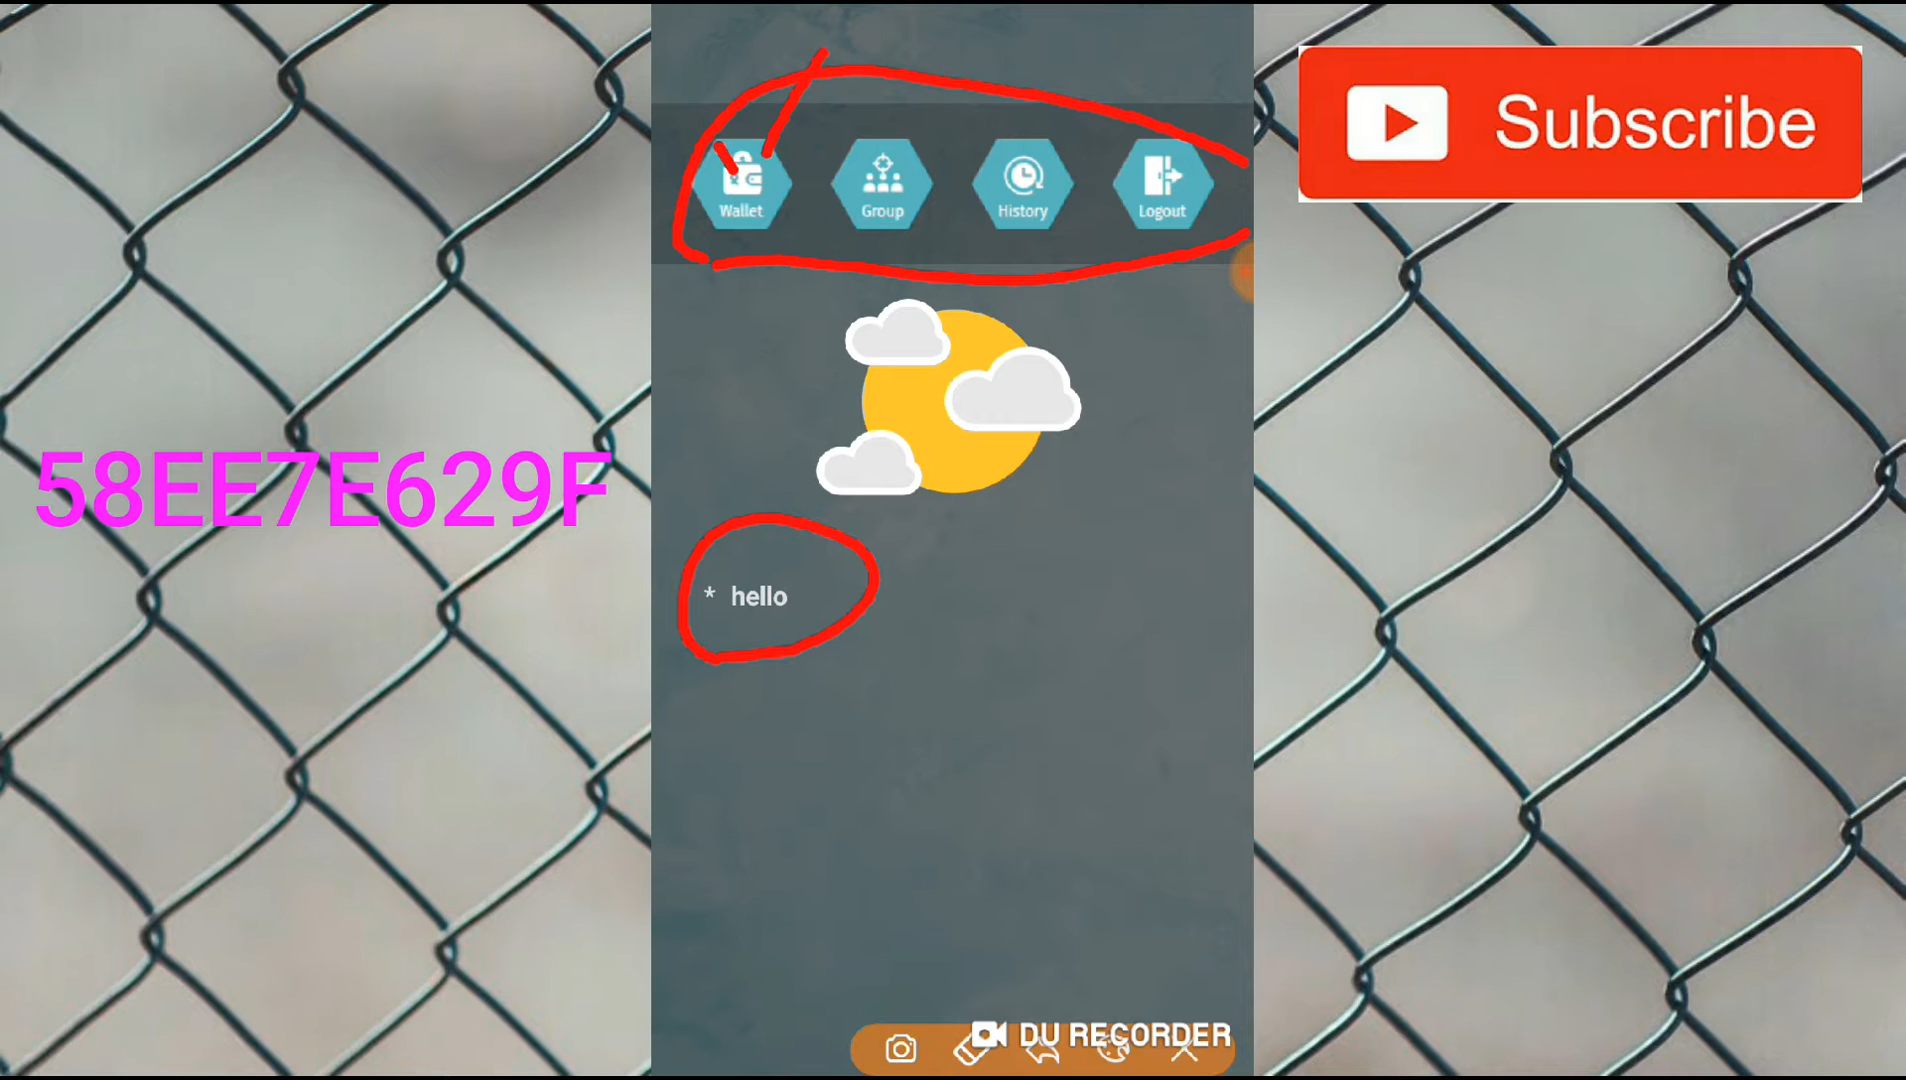 Subscribe
Wallet Group History Logout
58EE7E629F
* hello
DU RECORDER